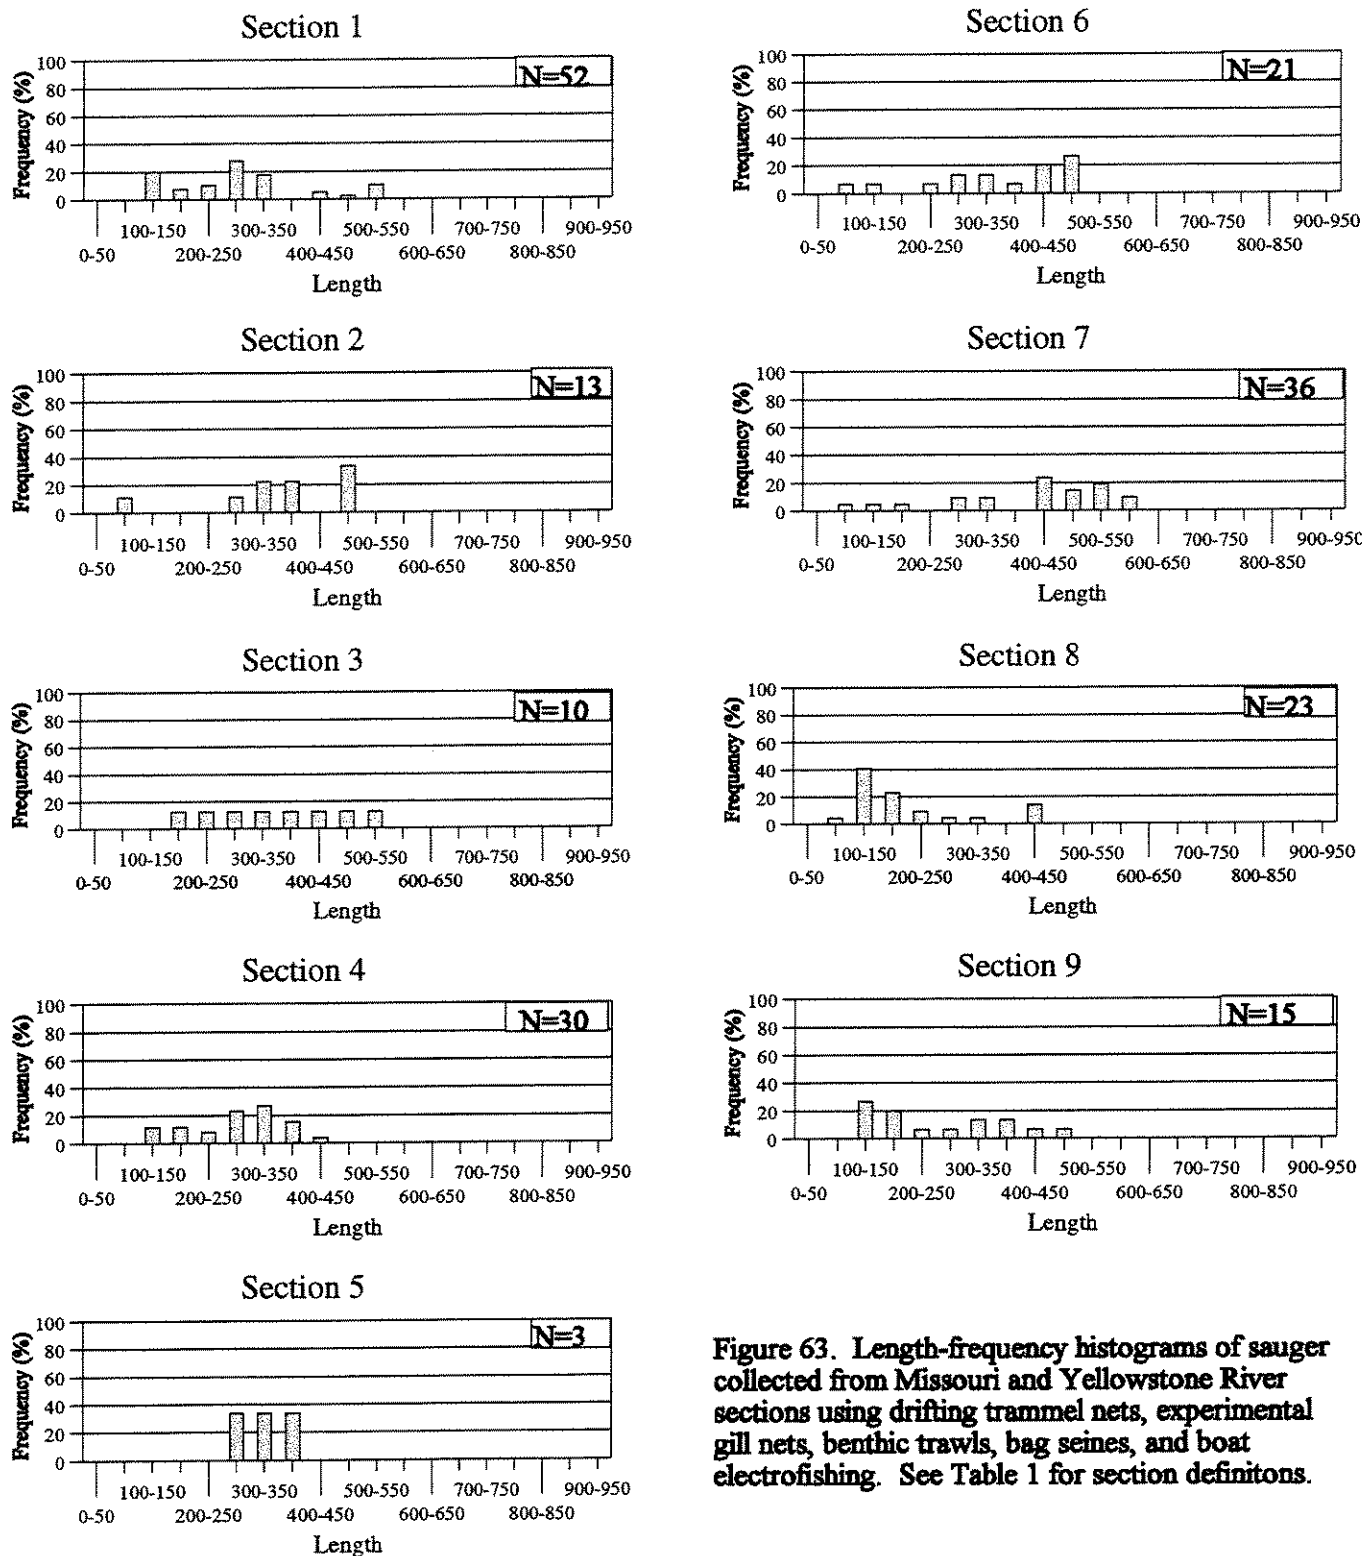 Section 1
N=52
Frequency (%)
100
80
60
40
20
0
100-150 300-350 500-550 700-750 900-950
0-50 200-250 400-450 600-650 800-850
Length
Section 2
N=13
Frequency (%)
100
80
60
40
20
0
100-150 300-350 500-550 700-750 900-950
0-50 200-250 400-450 600-650 800-850
Length
Section 3
N=10
Frequency (%)
100
80
60
40
20
0
100-150 300-350 500-550 700-750 900-950
0-50 200-250 400-450 600-650 800-850
Length
Section 4
N=30
Frequency (%)
100
80
60
40
20
0
100-150 300-350 500-550 700-750 900-950
0-50 200-250 400-450 600-650 800-850
Length
Section 5
N=3
Frequency (%)
100
80
60
40
20
0
100-150 300-350 500-550 700-750 900-950
0-50 200-250 400-450 600-650 800-850
Length
Section 6
N=21
Frequency (%)
100
80
60
40
20
0
100-150 300-350 500-550 700-750 900-950
0-50 200-250 400-450 600-650 800-850
Length
Section 7
N=36
Frequency (%)
100
80
60
40
20
0
100-150 300-350 500-550 700-750 900-950
0-50 200-250 400-450 600-650 800-850
Length
Section 8
N=23
Frequency (%)
100
80
60
40
20
0
100-150 300-350 500-550 700-750 900-950
0-50 200-250 400-450 600-650 800-850
Length
Section 9
N=15
Frequency (%)
100
80
60
40
20
0
100-150 300-350 500-550 700-750 900-950
0-50 200-250 400-450 600-650 800-850
Length
Figure 63. Length-frequency histograms of sauger
collected from Missouri and Yellowstone River
sections using drifting trammel nets, experimental
gill nets, benthic trawls, bag seines, and boat
electrofishing. See Table 1 for section definitons.